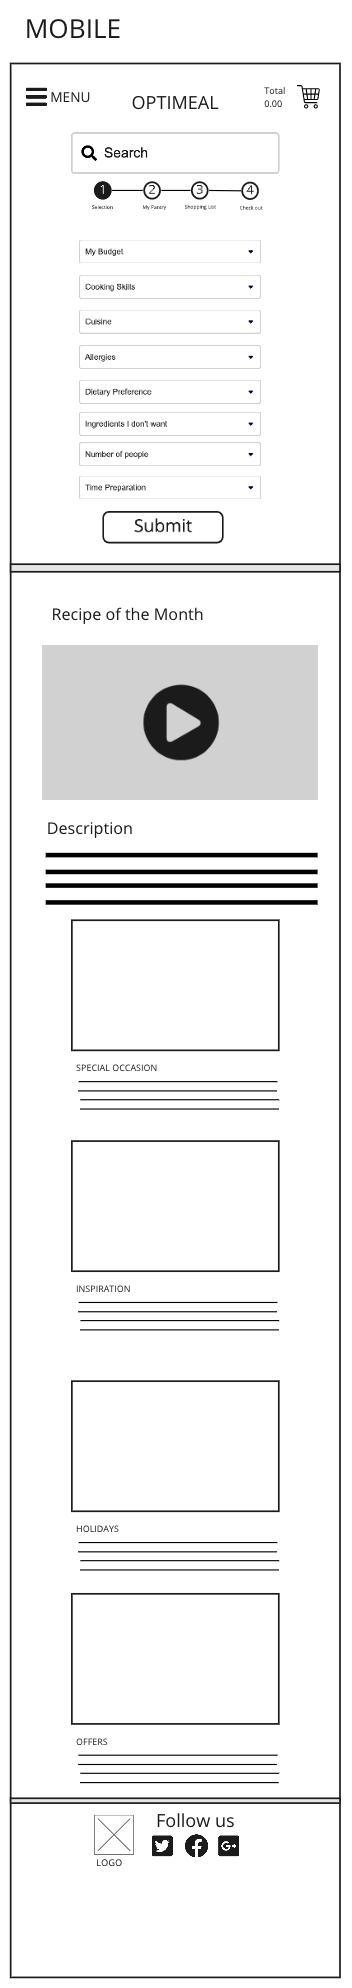 MOBILE
MENU
OPTIMEAL
Total
0.00
Search
1 2 3 4
Selection My Pantry Shopping List Check out
My Budget
Cooking Skills
Cuisine
Allergies
Dietary Preference
Ingredients I don't want
Number of people
Time Preparation
Submit
Recipe of the Month
Description
SPECIAL OCCASION
INSPIRATION
HOLIDAYS
OFFERS
Follow us
G+
LOGO